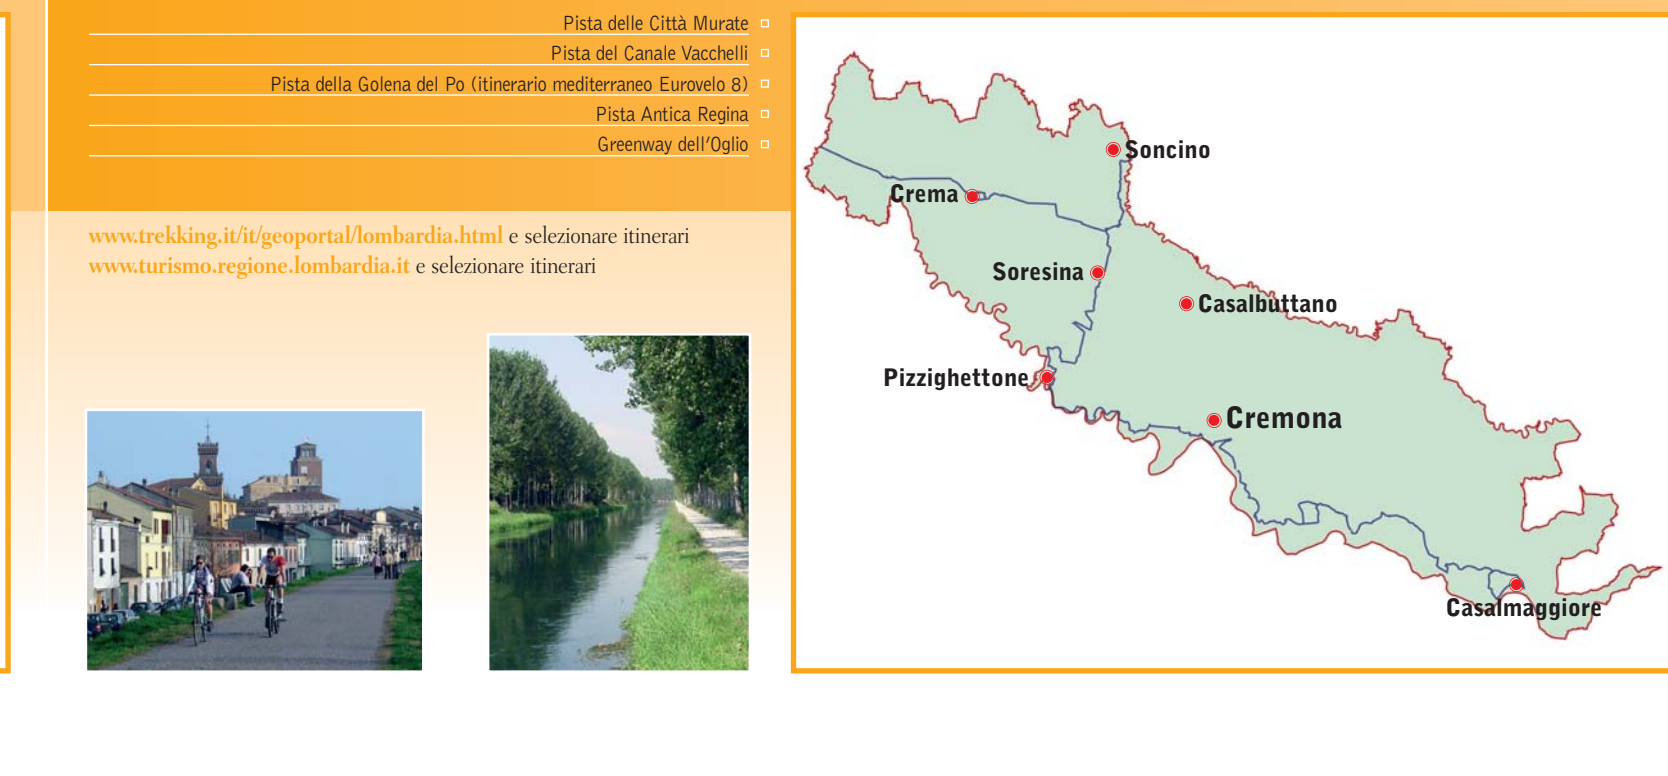 Pista delle Città Murate
Pista del Canale Vacchelli
Pista della Golena del Po (itinerario mediterraneo Eurovelo 8)
Pista Antica Regina
Greenway dell'Oglio
www.trekking.it/it/geoportal/lombardia.html e selezionare itinerari
www.turismo.regione.lombardia.it e selezionare itinerari
Soncino
Crema
Soresina
Casalbuttano
Pizzighettone
Cremona
Casalmaggiore